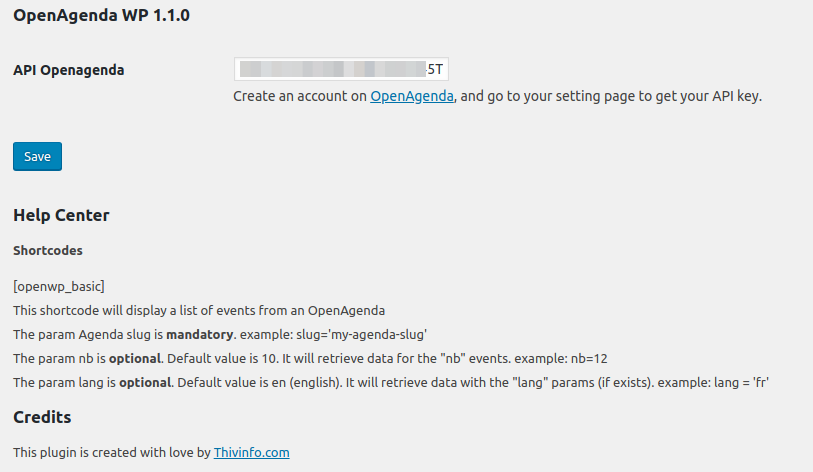 OpenAgenda WP 1.1.0
API Openagenda
5T
Create an account on OpenAgenda, and go to your setting page to get your API key.
Save
Help Center
Shortcodes
[openwp_basic]
This shortcode will display a list of events from an OpenAgenda
The param Agenda slug is mandatory. example: slug='my-agenda-slug'
The param nb is optional. Default value is 10. It will retrieve data for the "nb" events. example: nb=12
The param lang is optional. Default value is en (english). It will retrieve data with the "lang" params (if exists). example: lang = 'fr'
Credits
This plugin is created with love by Thivinfo.com